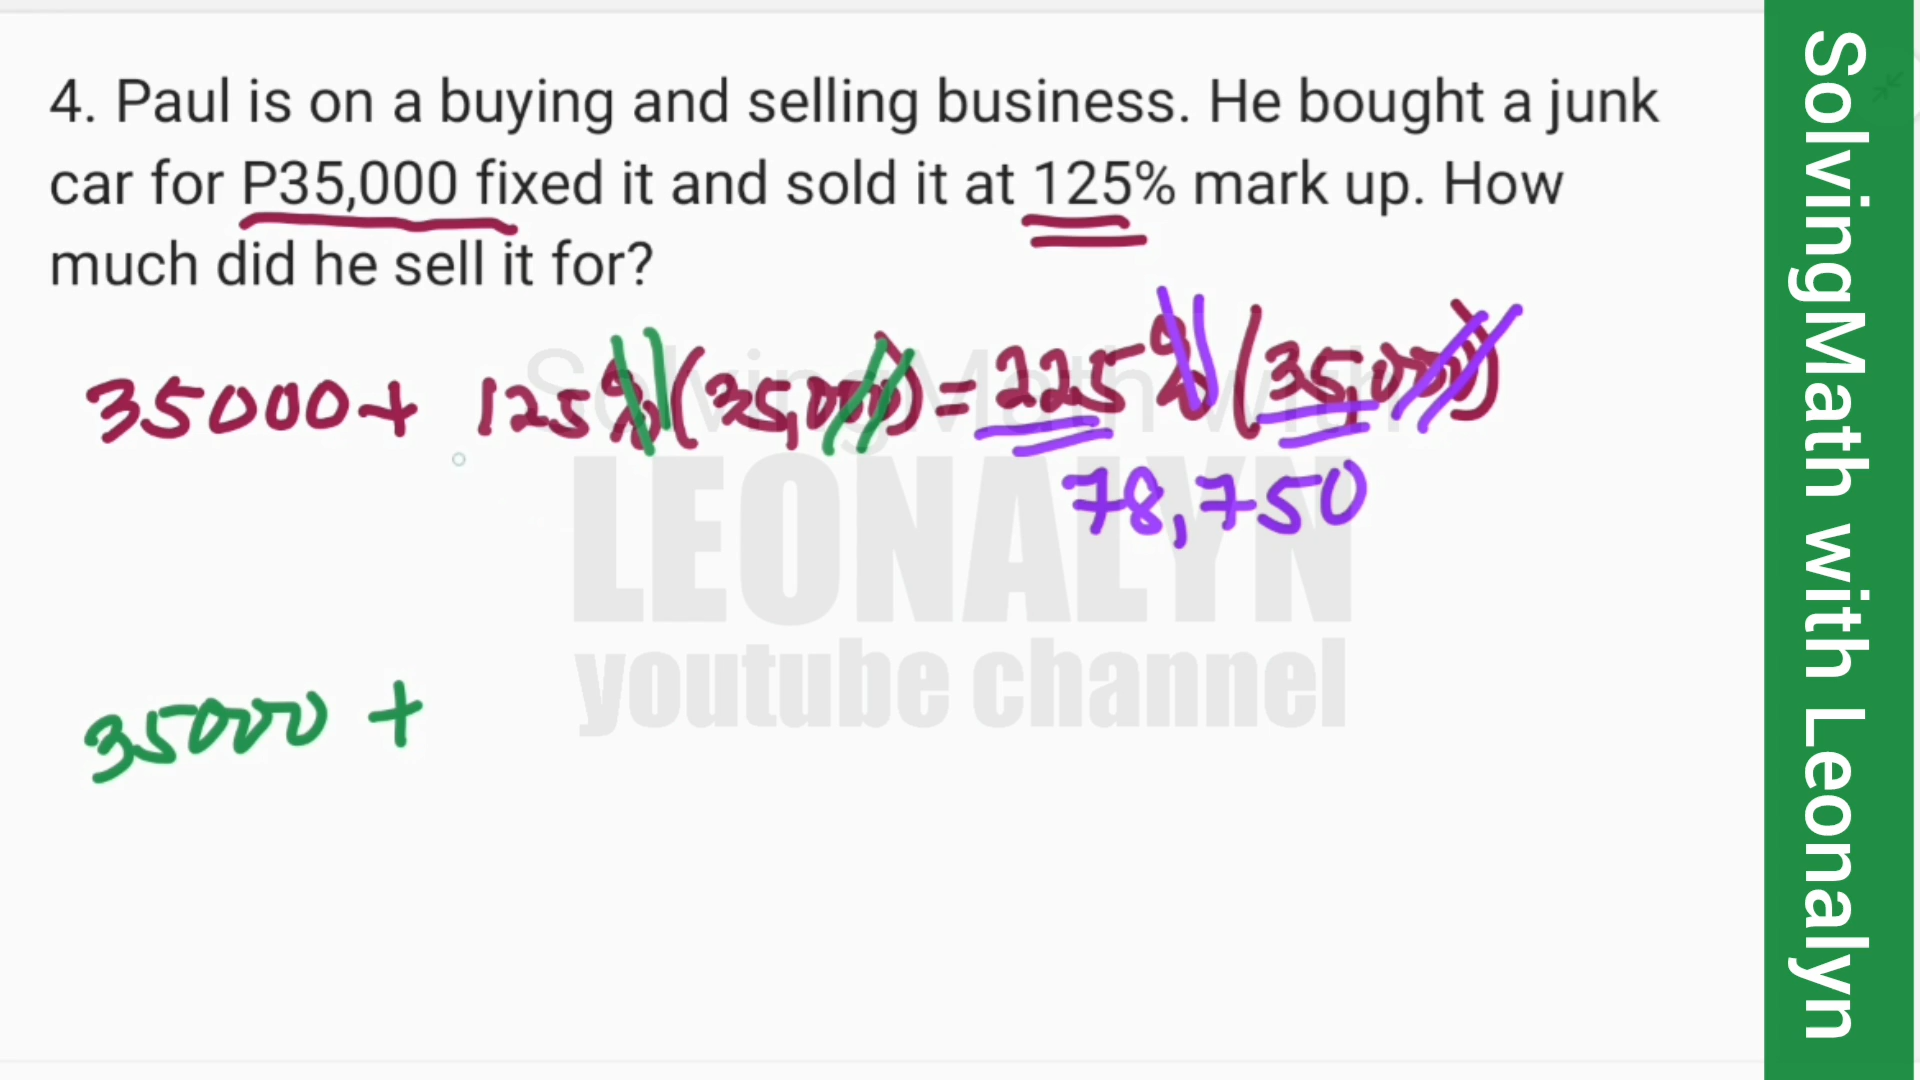 4. Paul is on a buying and selling business. He bought a junk
car for P35,000 fixed it and sold it at 125% mark up. How
much did he sell it for?
35000 + 125% (35,000) = 225% (35,000)
78,750
35000 +
SolvingMath with
LEONALYN
youtube channel
SolvingMath with Leonalyn